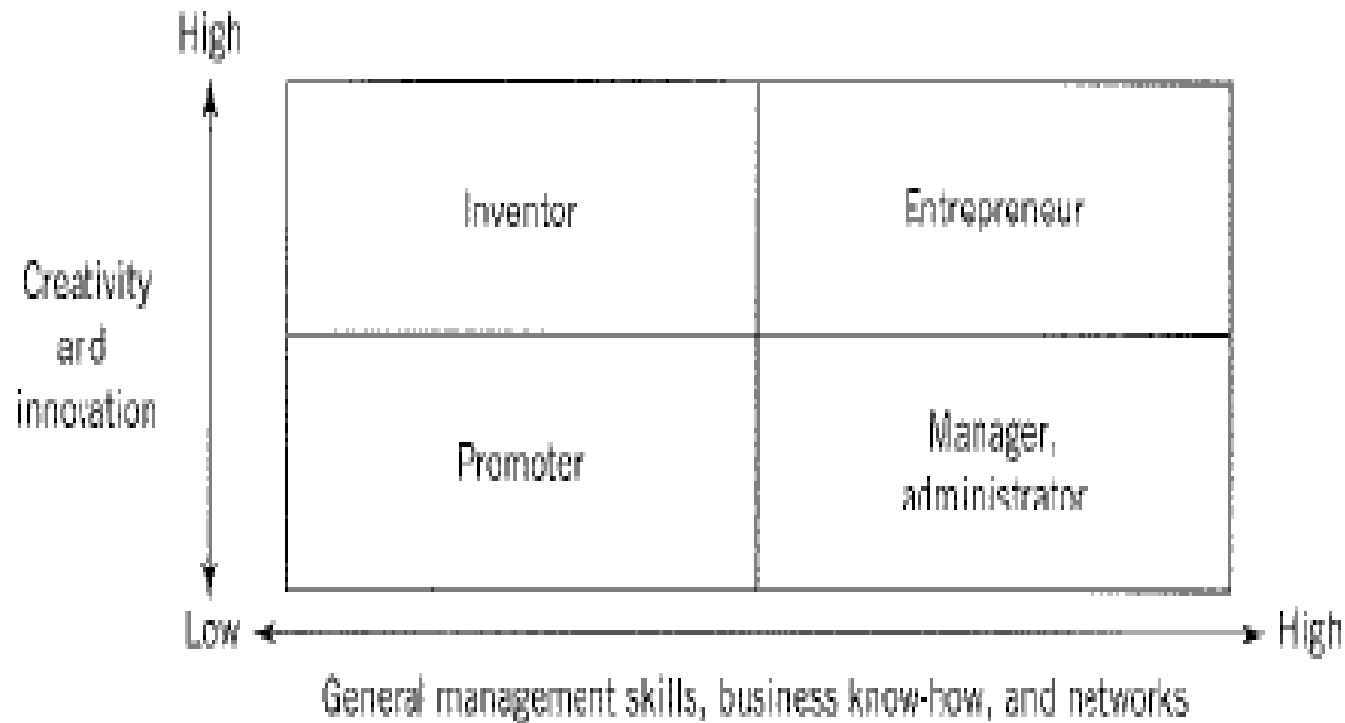 High
Inventor
Entrepreneur
Creativity
and
innovation
Promoter
Manager,
administrator
Low
High
General management skills, business know-how, and networks